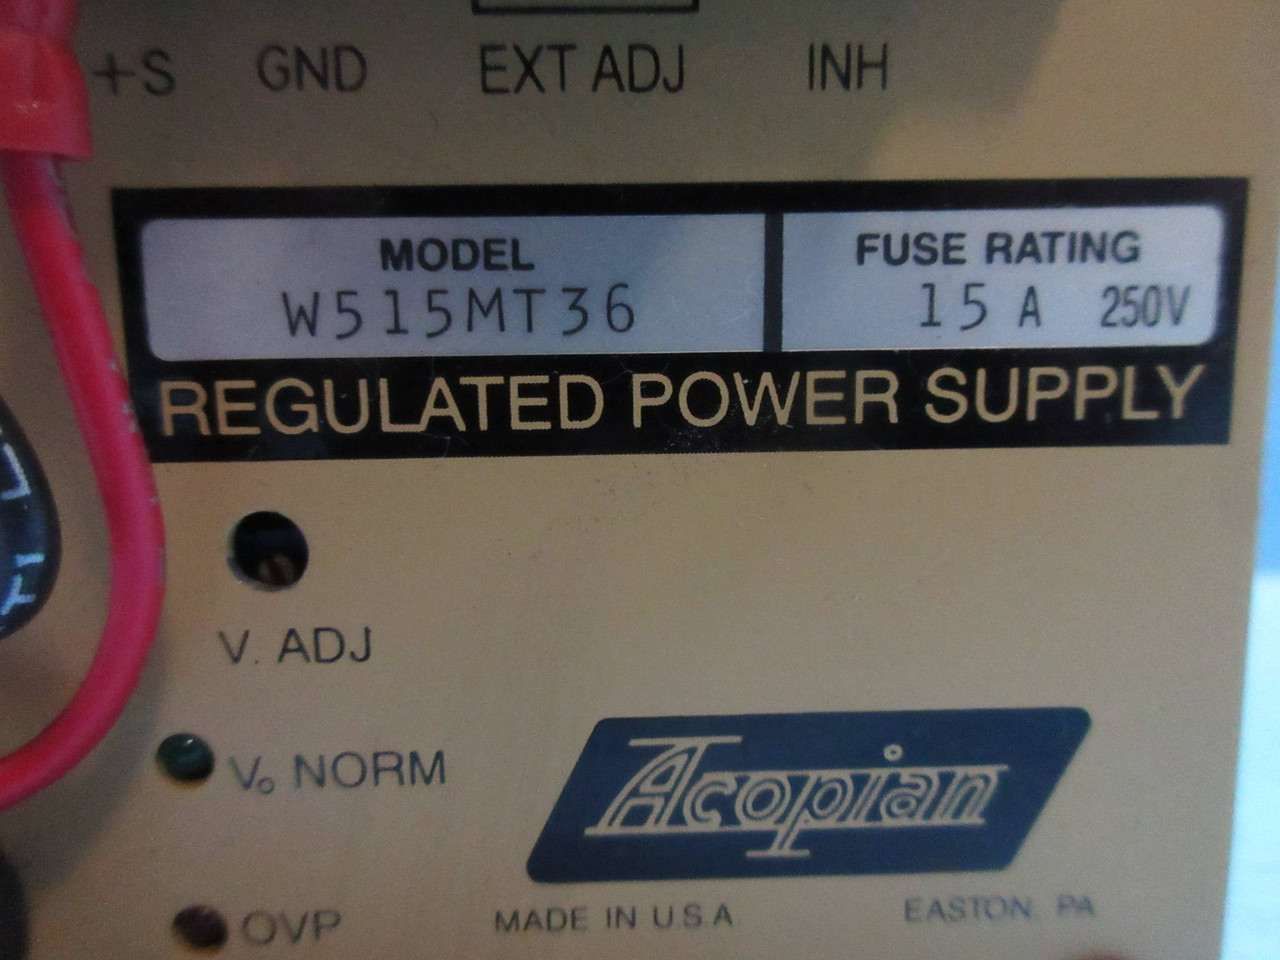 +S GND EXT ADJ INH
MODEL FUSE RATING
W515MT36 15 A 250V
REGULATED POWER SUPPLY
V. ADJ
Vo NORM
Acopian
OVP
MADE IN U.S.A EASTON PA